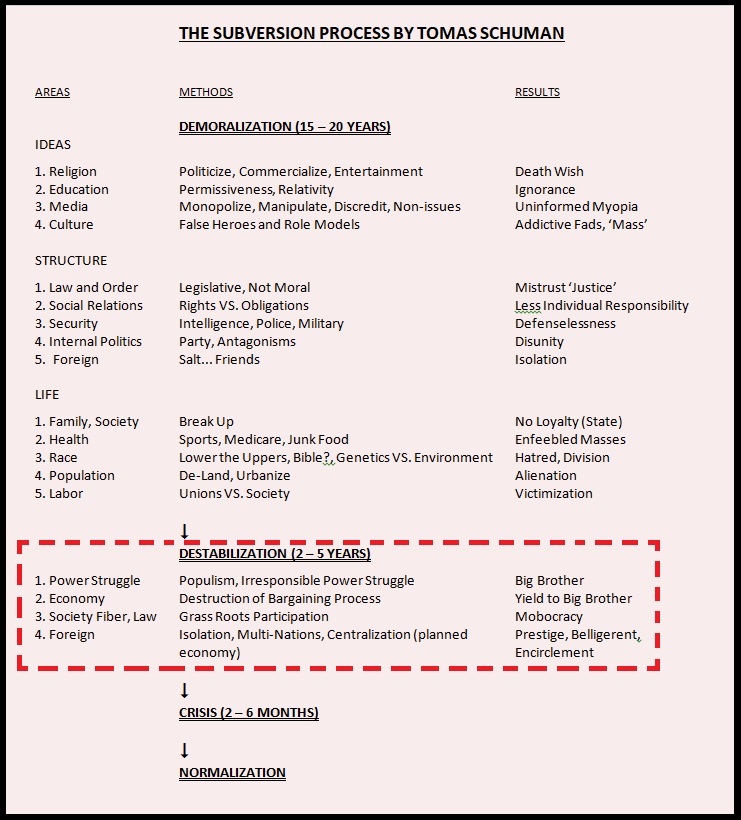 THE SUBVERSION PROCESS BY TOMAS SCHUMAN
AREAS METHODS RESULTS
DEMORALIZATION (15 – 20 YEARS)
IDEAS
1. Religion Politicize, Commercialize, Entertainment Death Wish
2. Education Permissiveness, Relativity Ignorance
3. Media Monopolize, Manipulate, Discredit, Non-issues Uninformed Myopia
4. Culture False Heroes and Role Models Addictive Fads, ‘Mass’
STRUCTURE
1. Law and Order Legislative, Not Moral Mistrust ‘Justice’
2. Social Relations Rights VS. Obligations Less Individual Responsibility
3. Security Intelligence, Police, Military Defenselessness
4. Internal Politics Party, Antagonisms Disunity
5. Foreign Salt... Friends Isolation
LIFE
1. Family, Society Break Up No Loyalty (State)
2. Health Sports, Medicare, Junk Food Enfeebled Masses
3. Race Lower the Uppers, Bible?, Genetics VS. Environment Hatred, Division
4. Population De-Land, Urbanize Alienation
5. Labor Unions VS. Society Victimization
↓
DESTABILIZATION (2 – 5 YEARS)
1. Power Struggle Populism, Irresponsible Power Struggle Big Brother
2. Economy Destruction of Bargaining Process Yield to Big Brother
3. Society Fiber, Law Grass Roots Participation Mobocracy
4. Foreign Isolation, Multi-Nations, Centralization (planned Prestige, Belligerent,
economy) Encirclement
↓
CRISIS (2 – 6 MONTHS)
↓
NORMALIZATION